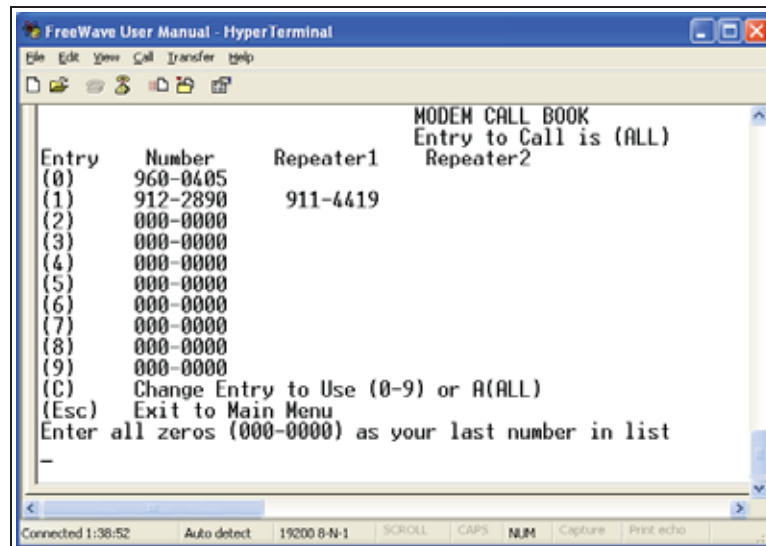 FreeWave User Manual - HyperTerminal
File Edit View Call Transfer Help
MODEM CALL BOOK
Entry to Call is (ALL)
Entry Number Repeater1 Repeater2
(0) 960-0405
(1) 912-2890 911-4419
(2) 000-0000
(3) 000-0000
(4) 000-0000
(5) 000-0000
(6) 000-0000
(7) 000-0000
(8) 000-0000
(9) 000-0000
(C) Change Entry to Use (0-9) or A(ALL)
(Esc) Exit to Main Menu
Enter all zeros (000-0000) as your last number in list
_
Connected 1:38:52 Auto detect 19200 8-N-1 SCROLL CAPS NUM Capture Print echo